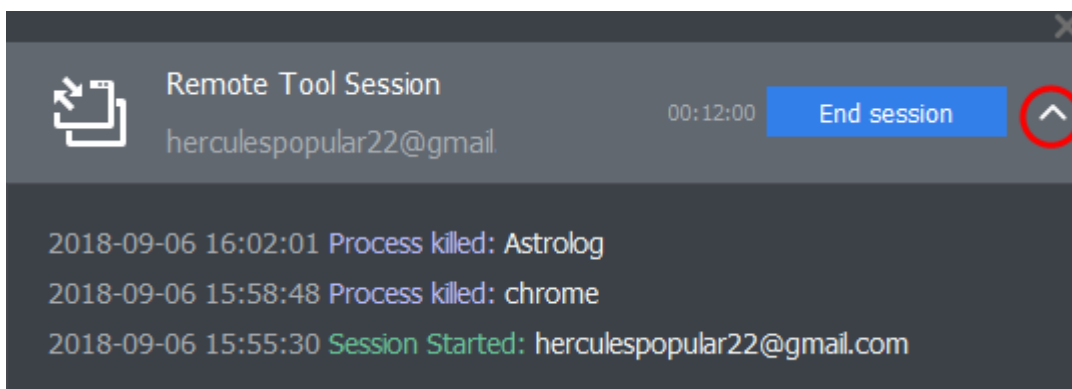 Remote Tool Session
herculespopular22@gmail.
00:12:00
End session
2018-09-06 16:02:01 Process killed: Astrolog
2018-09-06 15:58:48 Process killed: chrome
2018-09-06 15:55:30 Session Started: herculespopular22@gmail.com